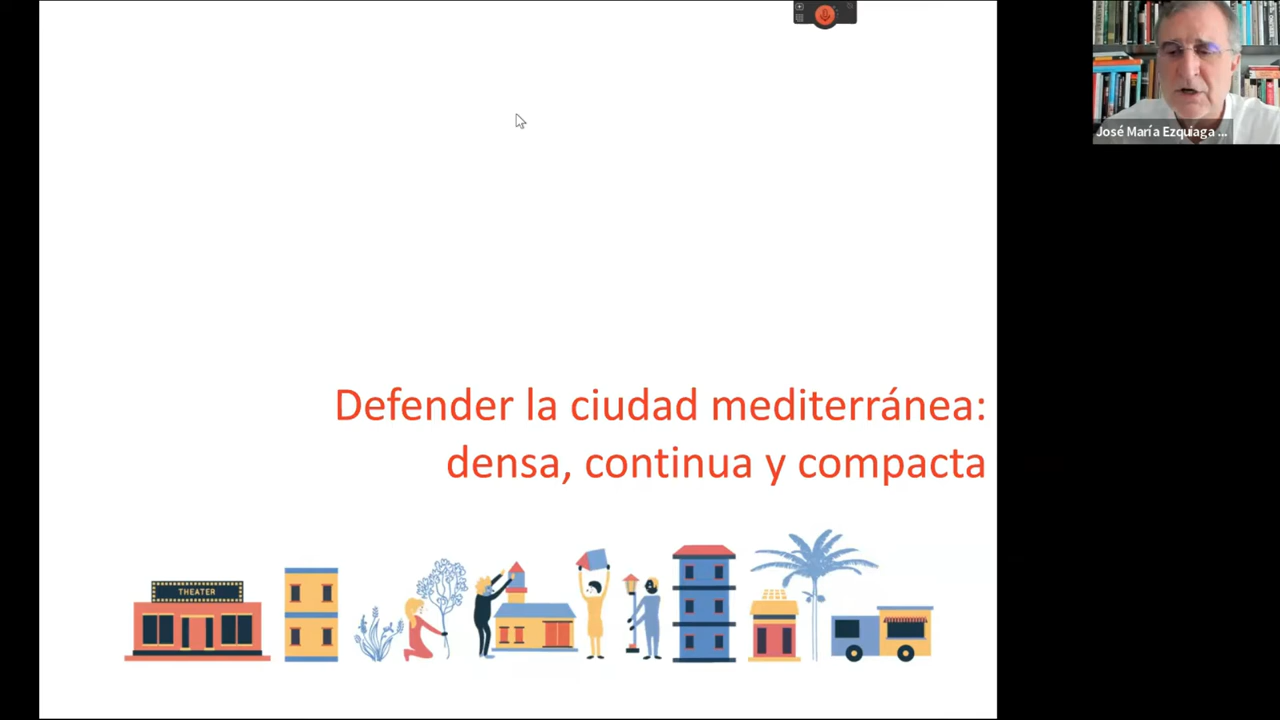 José María Ezquiaga ...
Defender la ciudad mediterránea:
densa, continua y compacta
THEATER